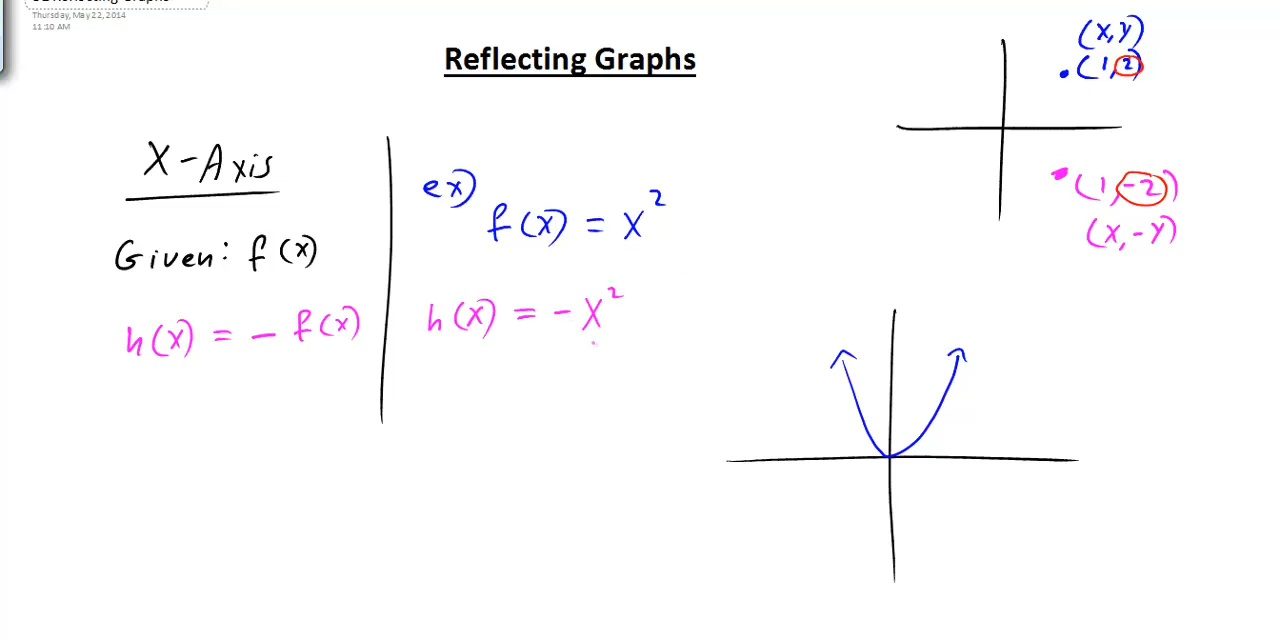 Thursday, May 22, 2014
11:10 AM
Reflecting Graphs
X-Axis
Given: f(x)
h(x) = - f(x)
ex)
f(x) = x²
h(x) = - x²
(x, y)
(1, 2)
(1, -2)
(x, -y)